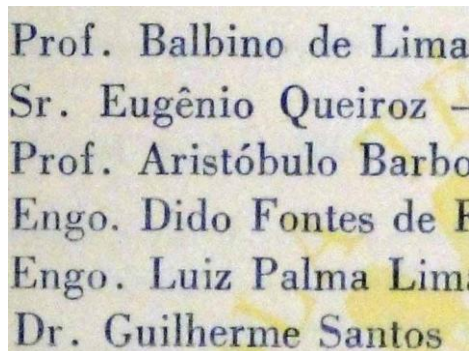 Prof. Balbino de Lima
Sr. Eugênio Queiroz –
Prof. Aristóbulo Barbo
Engo. Dido Fontes de
Engo. Luiz Palma Lima
Dr. Guilherme Santos